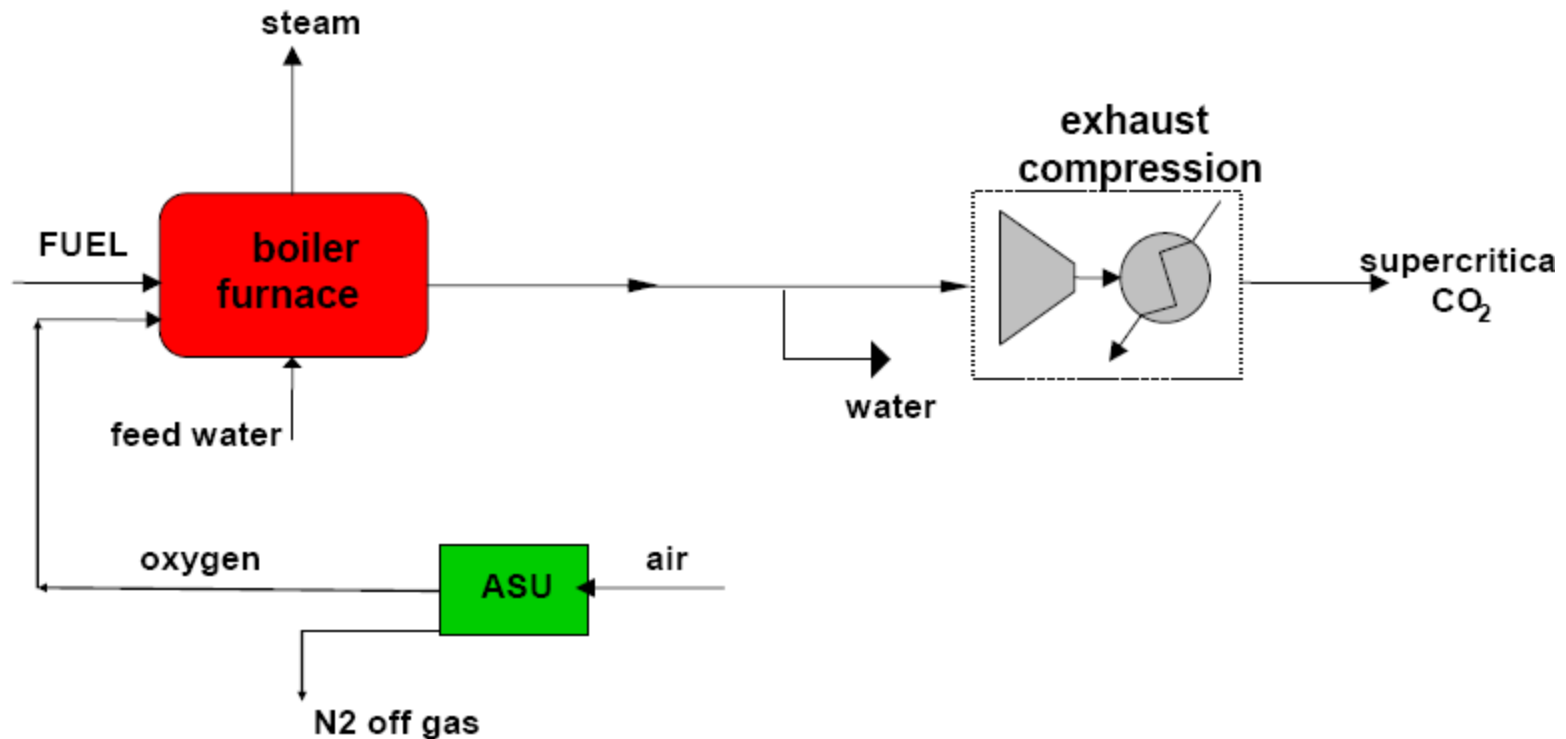 steam
exhaust
compression
FUEL
boiler
furnace
supercritica
CO₂
water
feed water
oxygen
ASU
air
N2 off gas